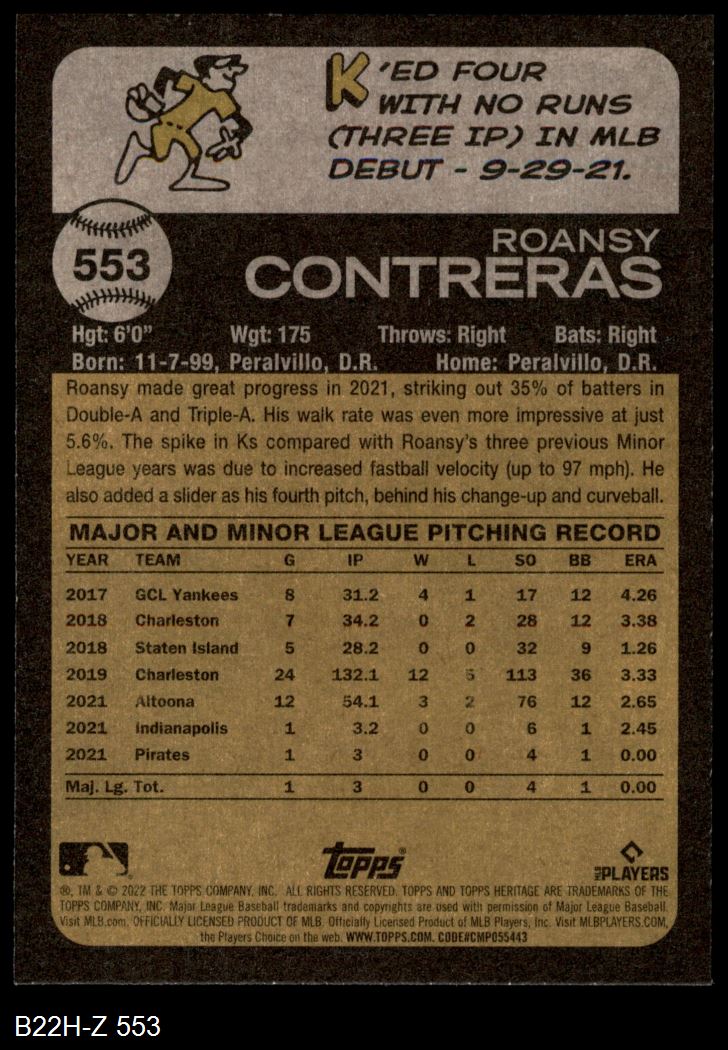 K'ED FOUR
WITH NO RUNS
(THREE IP) IN MLB
DEBUT - 9-29-21.
553
ROANSY
CONTRERAS
Hgt: 6'0" Wgt: 175 Throws: Right Bats: Right
Born: 11-7-99, Peralvillo, D.R. Home: Peralvillo, D.R.
Roansy made great progress in 2021, striking out 35% of batters in
Double-A and Triple-A. His walk rate was even more impressive at just
5.6%. The spike in Ks compared with Roansy's three previous Minor
League years was due to increased fastball velocity (up to 97 mph). He
also added a slider as his fourth pitch, behind his change-up and curveball.
MAJOR AND MINOR LEAGUE PITCHING RECORD
YEAR TEAM G IP W L SO BB ERA
2017 GCL Yankees 8 31.2 4 1 17 12 4.26
2018 Charleston 7 34.2 0 2 28 12 3.38
2018 Staten Island 5 28.2 0 0 32 9 1.26
2019 Charleston 24 132.1 12 5 113 36 3.33
2021 Altoona 12 54.1 3 2 76 12 2.65
2021 Indianapolis 1 3.2 0 0 6 1 2.45
2021 Pirates 1 3 0 0 4 1 0.00
Maj. Lg. Tot. 1 3 0 0 4 1 0.00
Topps® MLB PLAYERS
®, TM & © 2022 THE TOPPS COMPANY, INC. ALL RIGHTS RESERVED. TOPPS AND TOPPS HERITAGE ARE TRADEMARKS OF THE
TOPPS COMPANY, INC. Major League Baseball trademarks and copyrights are used with permission of Major League Baseball.
Visit MLB.com. OFFICIALLY LICENSED PRODUCT OF MLB. Officially Licensed Product of MLB Players, Inc. Visit MLBPLAYERS.COM,
the Players Choice on the web. WWW.TOPPS.COM. CODE#CMP055443
B22H-Z 553